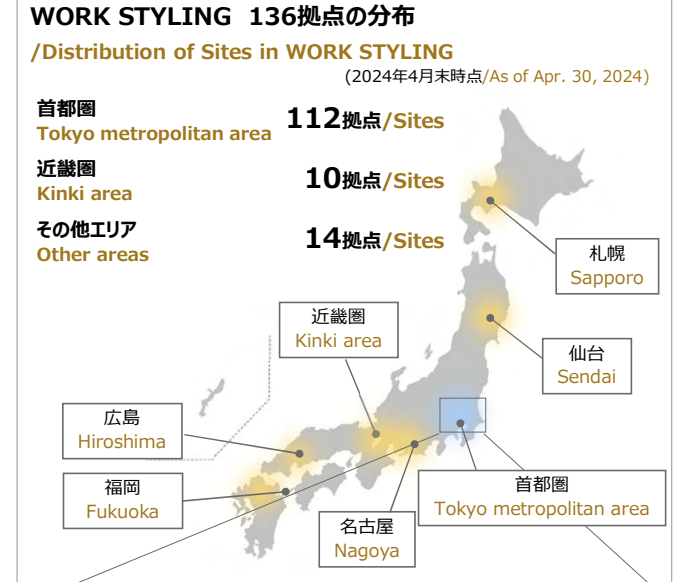 WORK STYLING 136拠点の分布
/Distribution of Sites in WORK STYLING
(2024年4月末時点/As of Apr. 30, 2024)
首都圏
Tokyo metropolitan area
112拠点/Sites
近畿圏
Kinki area
10拠点/Sites
その他エリア
Other areas
14拠点/Sites
札幌
Sapporo
近畿圏
Kinki area
仙台
Sendai
広島
Hiroshima
福岡
Fukuoka
首都圏
Tokyo metropolitan area
名古屋
Nagoya